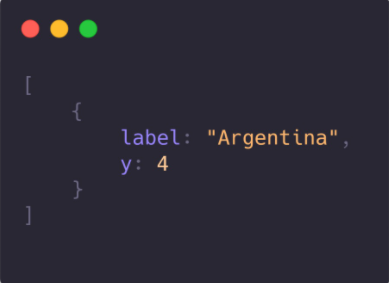 [
    {
        label: "Argentina",
        y: 4
    }
]